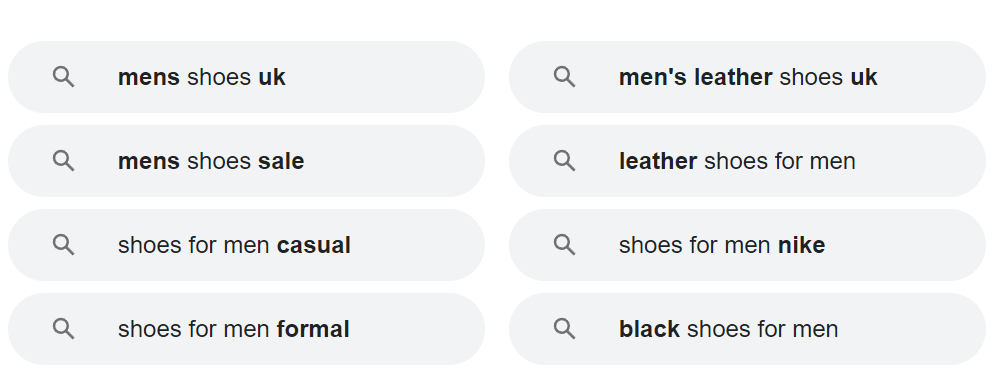 mens shoes uk
men's leather shoes uk
mens shoes sale
leather shoes for men
shoes for men casual
shoes for men nike
shoes for men formal
black shoes for men